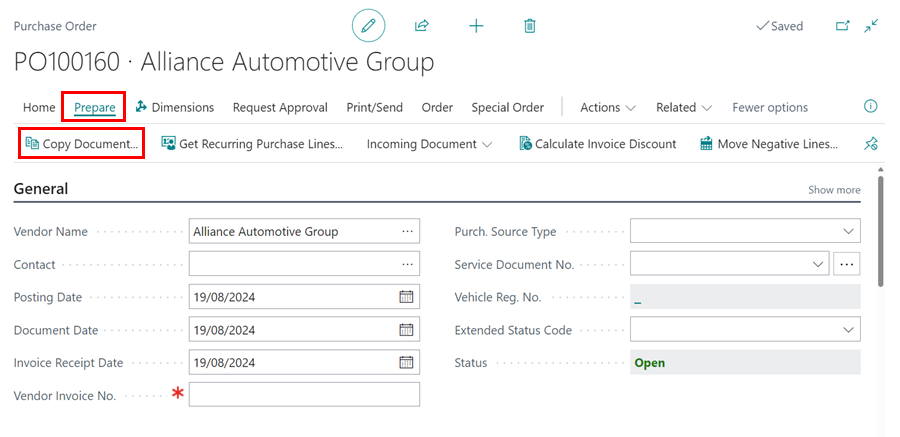 Purchase Order
Saved
PO100160 · Alliance Automotive Group
Home Prepare Dimensions Request Approval Print/Send Order Special Order Actions Related Fewer options
Copy Document... Get Recurring Purchase Lines... Incoming Document Calculate Invoice Discount Move Negative Lines...
General Show more
Vendor Name Alliance Automotive Group ... Purch. Source Type
Contact ... Service Document No. ...
Posting Date 19/08/2024 Vehicle Reg. No. _
Document Date 19/08/2024 Extended Status Code
Invoice Receipt Date 19/08/2024 Status Open
Vendor Invoice No. *